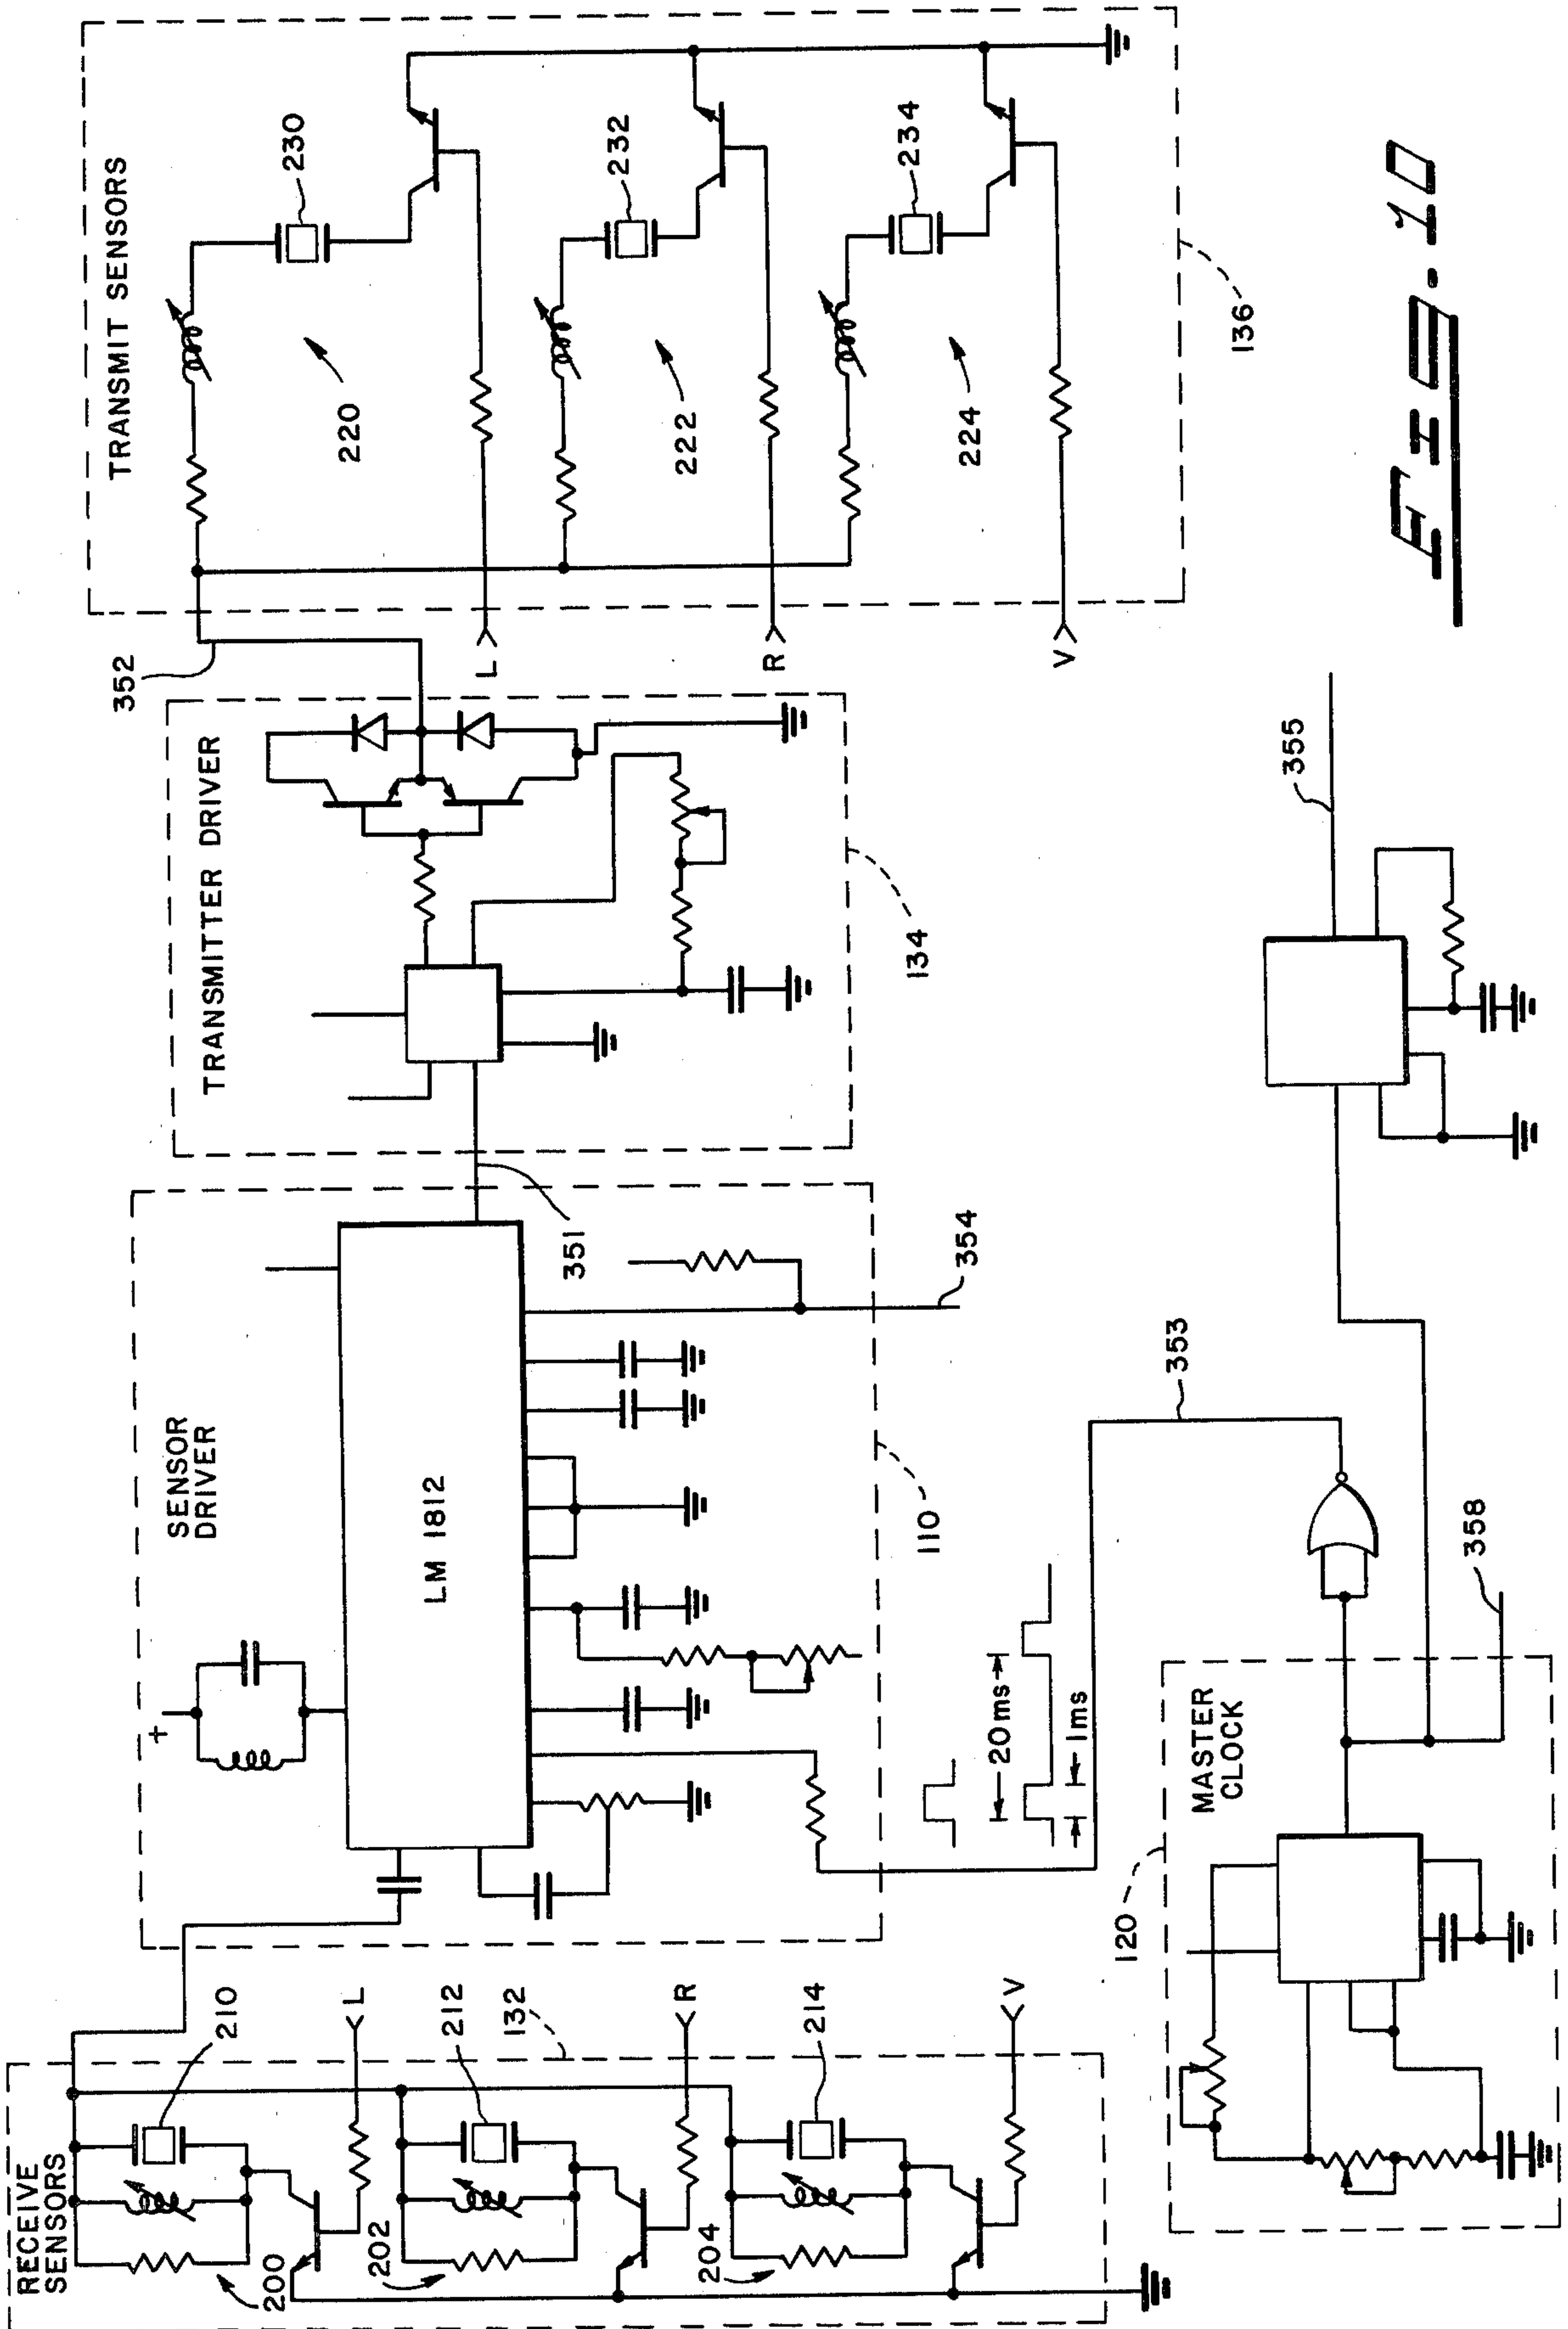 RECEIVE
SENSORS
200
210
L
202
212
132
R
204
214
V
SENSOR
DRIVER
+
LM 1812
110
351
354
TRANSMITTER DRIVER
134
352
TRANSMIT SENSORS
220
230
L
222
232
R
224
234
V
136
20ms
1ms
120
MASTER
CLOCK
353
358
355
FIG. 10